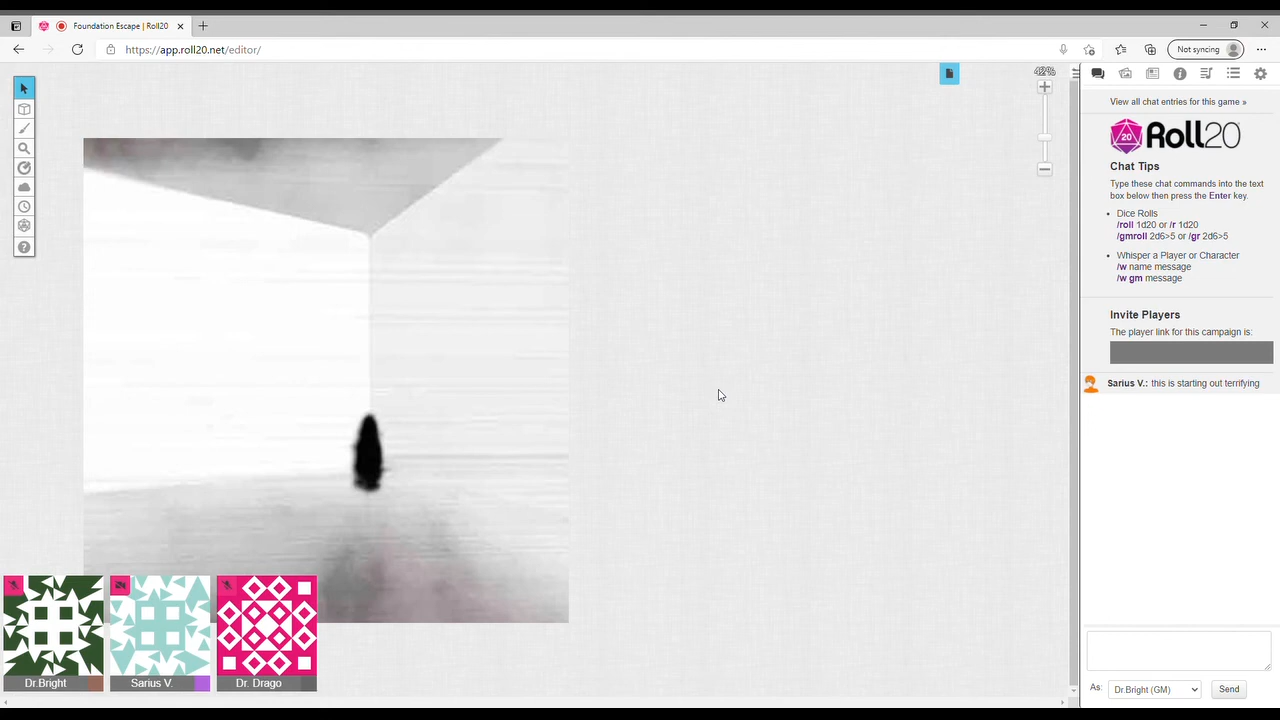 Foundation Escape | Roll20
https://app.roll20.net/editor/
Not syncing
42%
View all chat entries for this game »
20
Roll20
Chat Tips
Type these chat commands into the text
box below then press the Enter key.
• Dice Rolls
/roll 1d20 or /r 1d20
/gmroll 2d6>5 or /gr 2d6>5
• Whisper a Player or Character
/w name message
/w gm message
Invite Players
The player link for this campaign is:
Sarius V.: this is starting out terrifying
Dr.Bright
Sarius V.
Dr. Drago
As:
Dr.Bright (GM)
Send